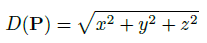 D(P) = √x² + y² + z²